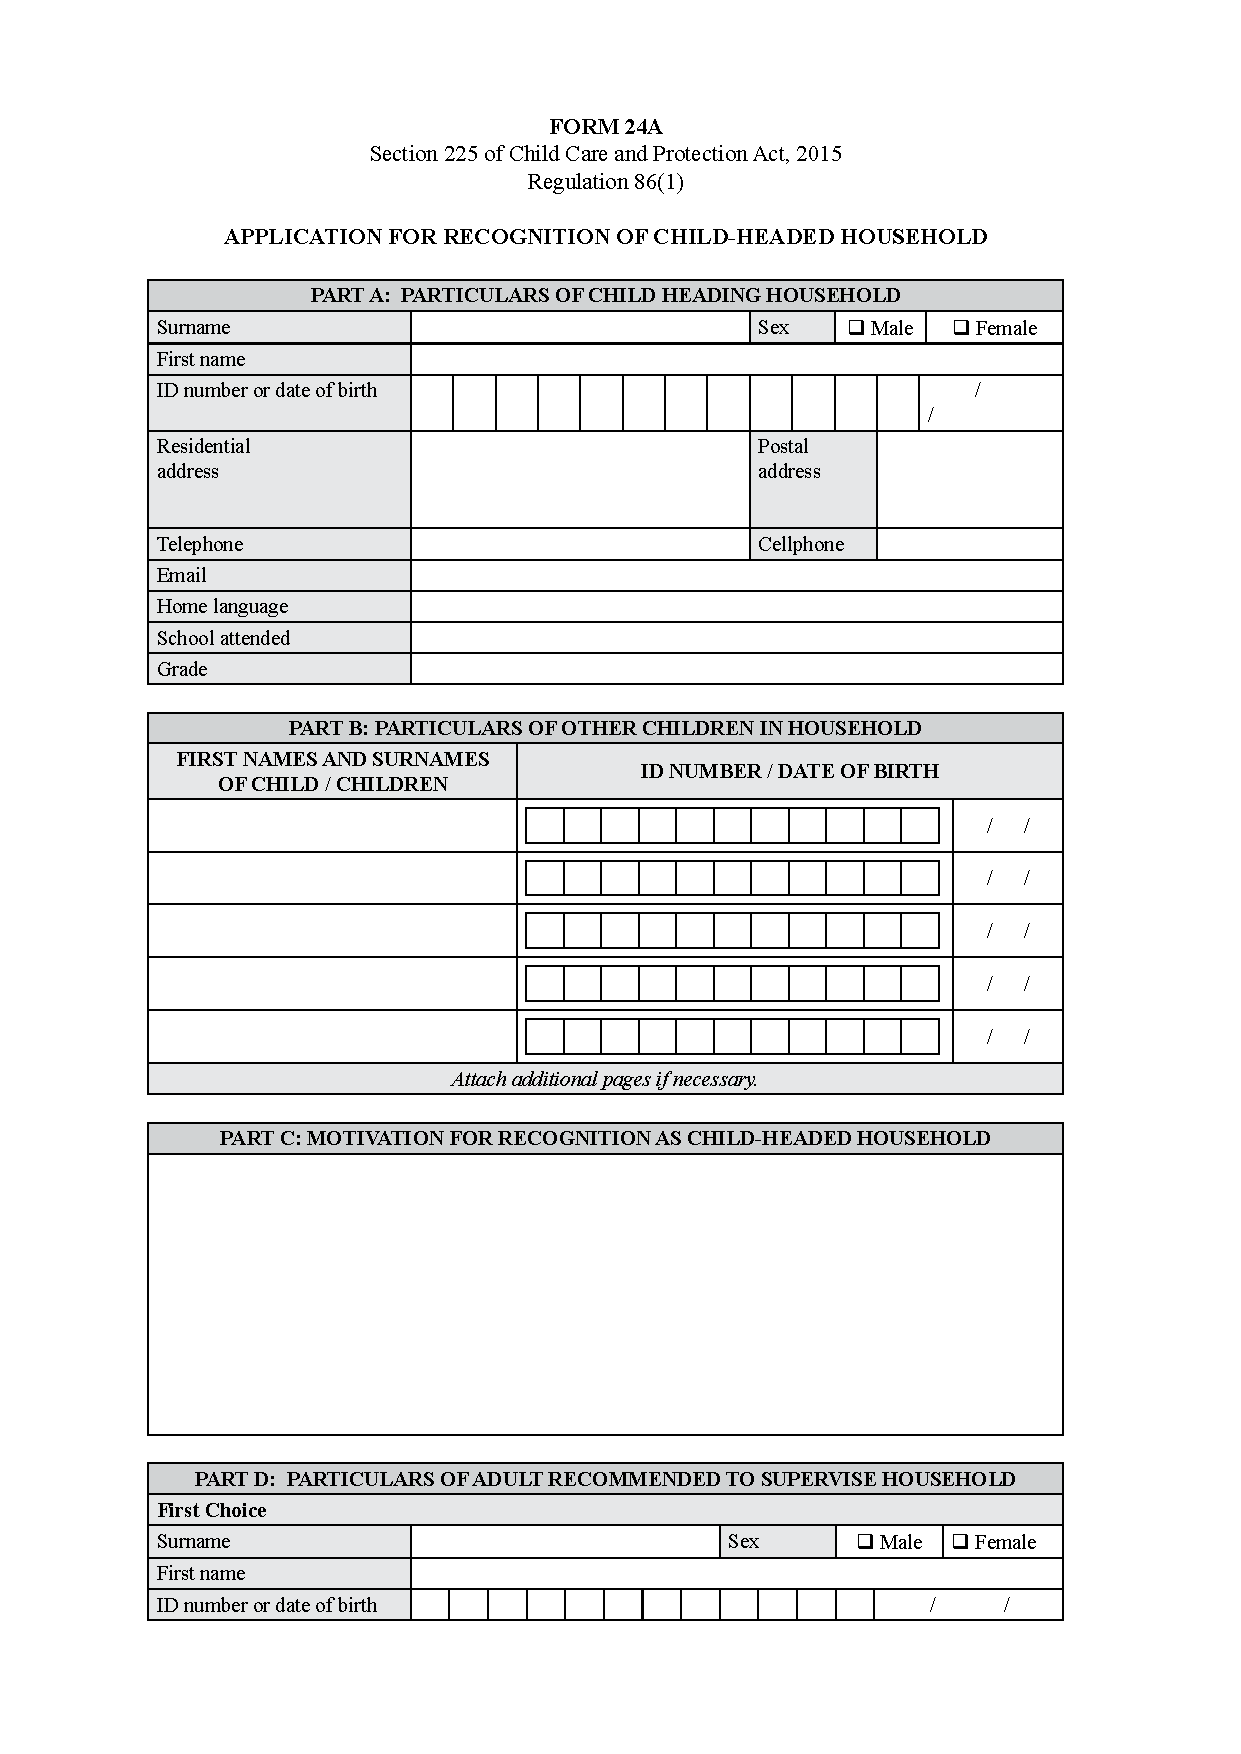 FORM 24A
Section 225 of Child Care and Protection Act, 2015
Regulation 86(1)
APPLICATION FOR RECOGNITION OF CHILD-HEADED HOUSEHOLD
PART A: PARTICULARS OF CHILD HEADING HOUSEHOLD
Surname Sex ❑ Male ❑ Female
First name
ID number or date of birth /
/
Residential Postal
address address
Telephone Cellphone
Email
Home language
School attended
Grade
PART B: PARTICULARS OF OTHER CHILDREN IN HOUSEHOLD
FIRST NAMES AND SURNAMES
OF CHILD / CHILDREN
ID NUMBER / DATE OF BIRTH
/ /
/ /
/ /
/ /
/ /
Attach additional pages if necessary.
PART C: MOTIVATION FOR RECOGNITION AS CHILD-HEADED HOUSEHOLD
PART D: PARTICULARS OF ADULT RECOMMENDED TO SUPERVISE HOUSEHOLD
First Choice
Surname Sex ❑ Male ❑ Female
First name
ID number or date of birth / /